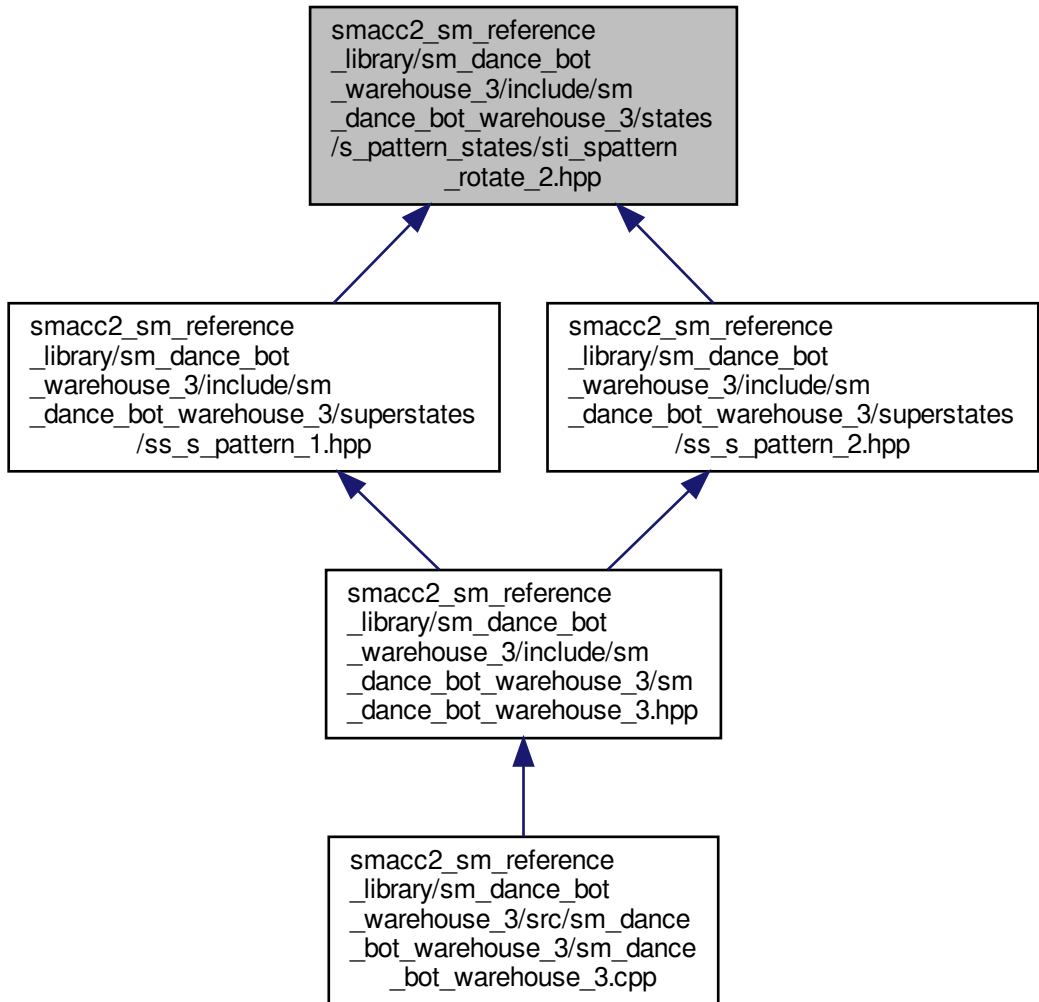 smacc2_sm_reference
_library/sm_dance_bot
_warehouse_3/include/sm
_dance_bot_warehouse_3/states
/s_pattern_states/sti_spattern
_rotate_2.hpp
smacc2_sm_reference
_library/sm_dance_bot
_warehouse_3/include/sm
_dance_bot_warehouse_3/superstates
/ss_s_pattern_1.hpp
smacc2_sm_reference
_library/sm_dance_bot
_warehouse_3/include/sm
_dance_bot_warehouse_3/superstates
/ss_s_pattern_2.hpp
smacc2_sm_reference
_library/sm_dance_bot
_warehouse_3/include/sm
_dance_bot_warehouse_3/sm
_dance_bot_warehouse_3.hpp
smacc2_sm_reference
_library/sm_dance_bot
_warehouse_3/src/sm_dance
_bot_warehouse_3/sm_dance
_bot_warehouse_3.cpp